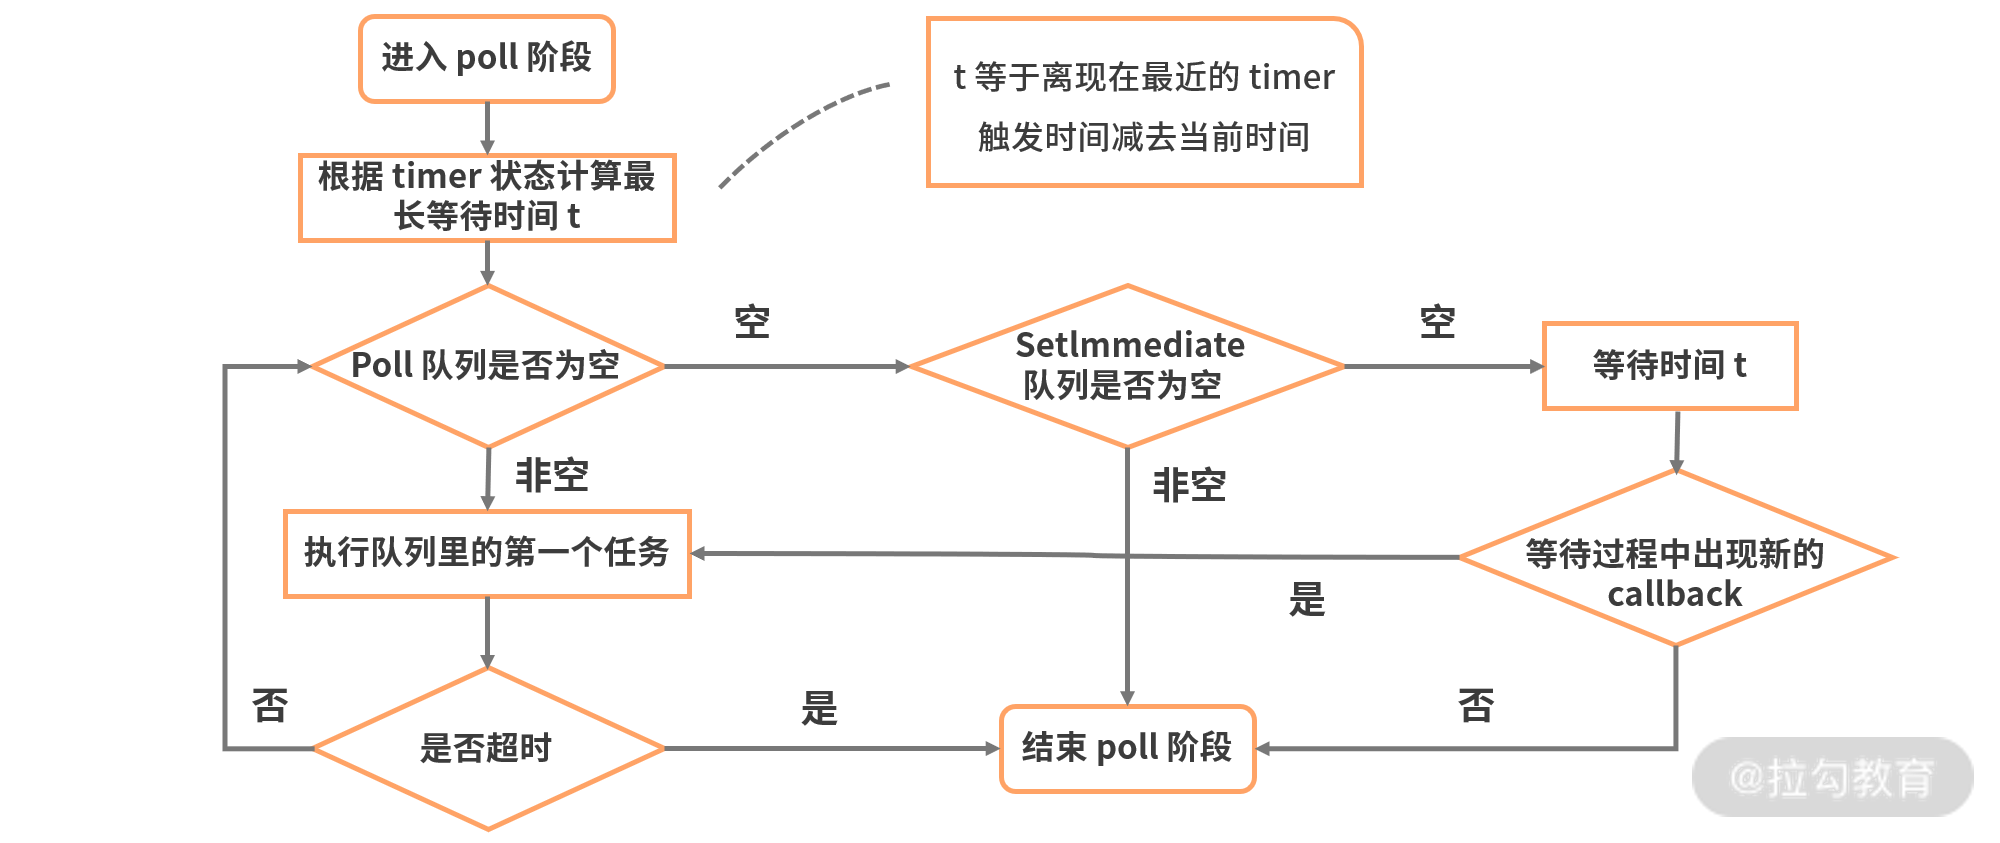 进入 poll 阶段
t 等于离现在最近的 timer
触发时间减去当前时间
根据 timer 状态计算最
长等待时间 t
空
空
Poll 队列是否为空
Setlmmediate
队列是否为空
等待时间 t
非空
非空
执行队列里的第一个任务
等待过程中出现新的
callback
是
否
是
否
是否超时
结束 poll 阶段
@拉勾教育